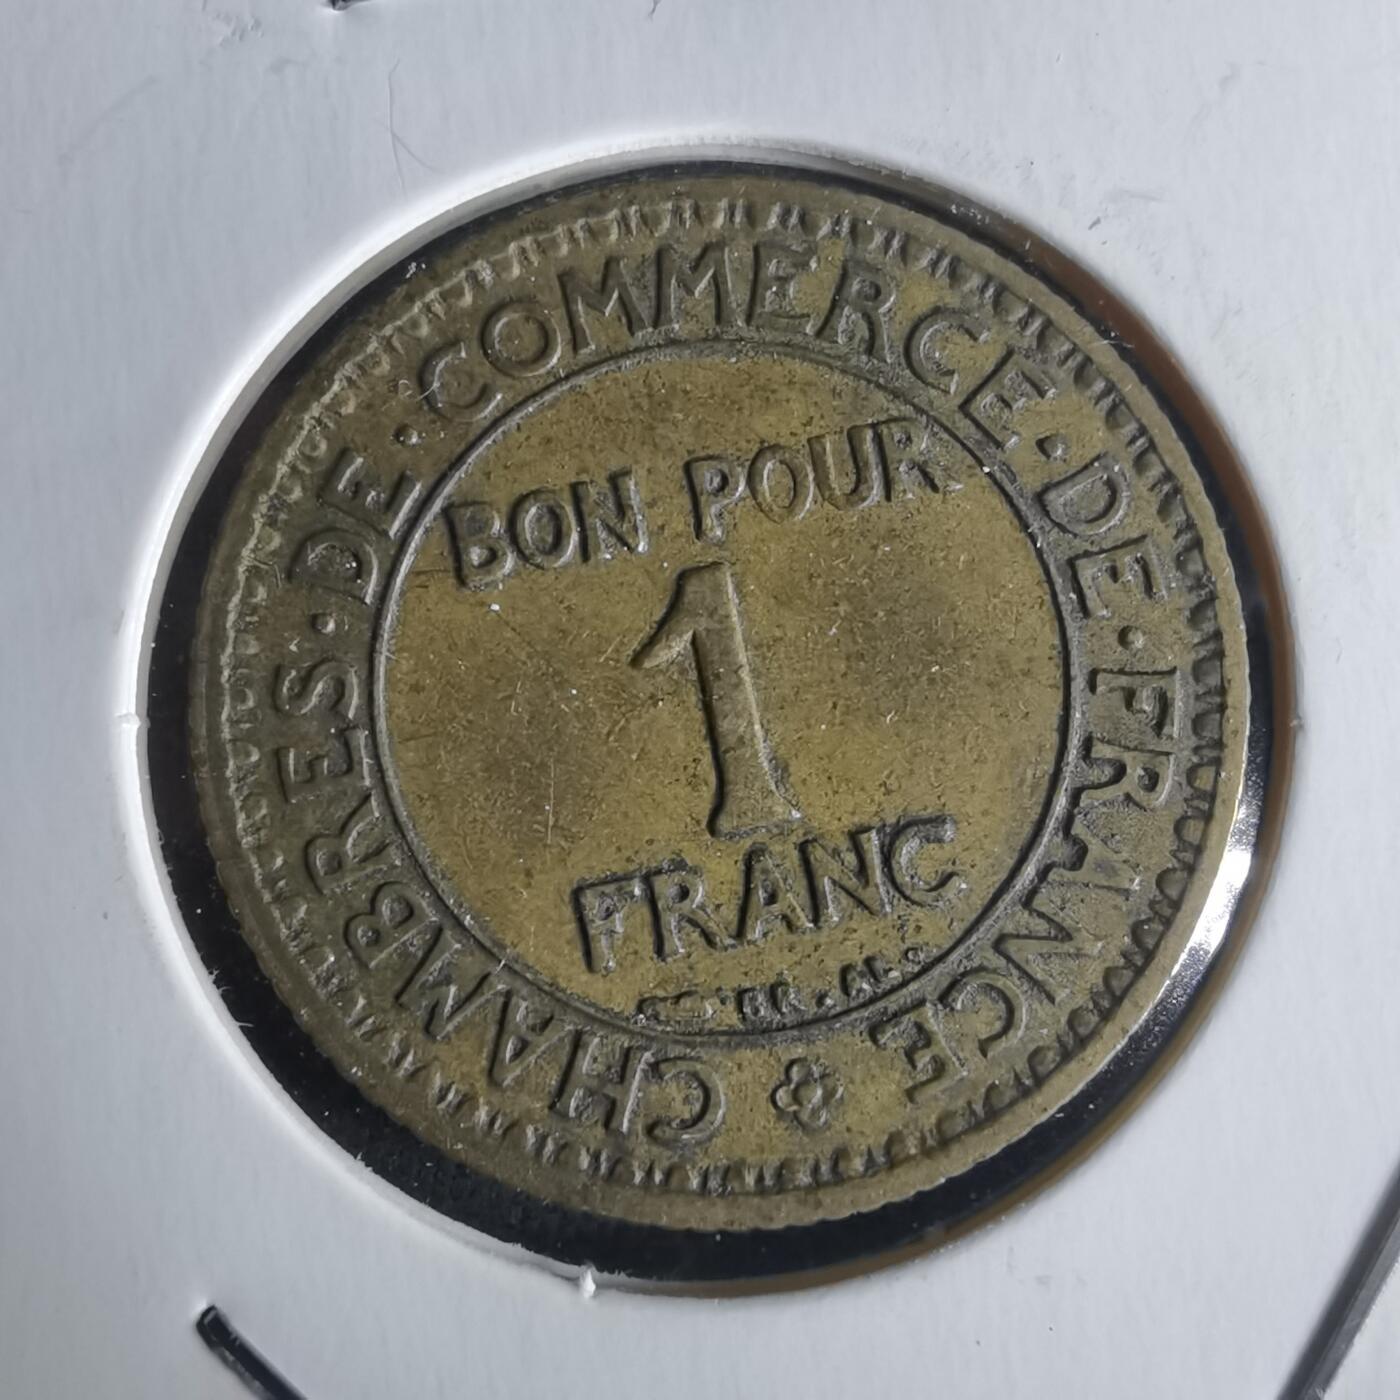 CHAMBRES·DE·COMMERCE·DE·FRANCE
BON POUR
1
FRANC